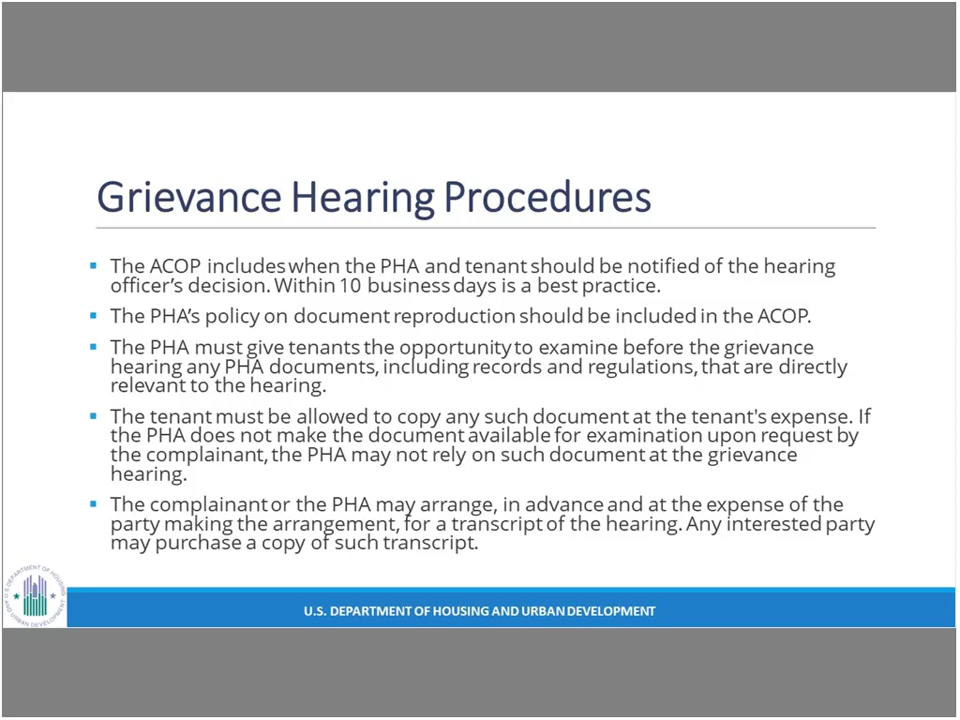 Grievance Hearing Procedures
The ACOP includes when the PHA and tenant should be notified of the hearing
officer's decision. Within 10 business days is a best practice.
The PHA's policy on document reproduction should be included in the ACOP.
The PHA must give tenants the opportunity to examine before the grievance
hearing any PHA documents, including records and regulations, that are directly
relevant to the hearing.
The tenant must be allowed to copy any such document at the tenant's expense. If
the PHA does not make the document available for examination upon request by
the complainant, the PHA may not rely on such document at the grievance
hearing.
The complainant or the PHA may arrange, in advance and at the expense of the
party making the arrangement, for a transcript of the hearing. Any interested party
may purchase a copy of such transcript.
U.S. DEPARTMENT OF HOUSING
AND URBAN DEVELOPMENT
U.S. DEPARTMENT OF HOUSING AND URBAN DEVELOPMENT